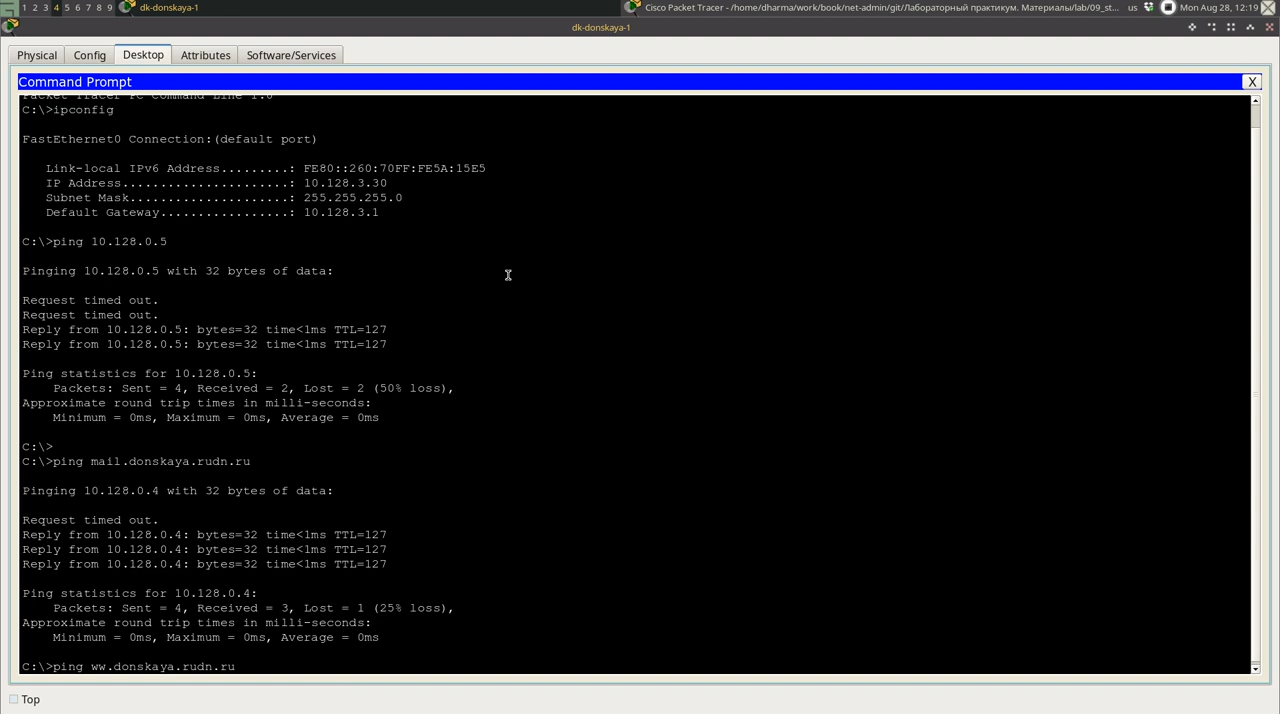 1 2 3 4 5 6 7 8 9 dk-donskaya-1 Cisco Packet Tracer - /home/dharma/work/book/net-admin/git/Лабораторный практикум. Материалы/lab/09_st... us Mon Aug 28, 12:19
dk-donskaya-1
Physical Config Desktop Attributes Software/Services
Command Prompt X
Packet Tracer PC Command Line 1.0
C:\>ipconfig
FastEthernet0 Connection:(default port)
Link-local IPv6 Address.........: FE80::260:70FF:FE5A:15E5
IP Address......................: 10.128.3.30
Subnet Mask.....................: 255.255.255.0
Default Gateway.................: 10.128.3.1
C:\>ping 10.128.0.5
Pinging 10.128.0.5 with 32 bytes of data:
Request timed out.
Request timed out.
Reply from 10.128.0.5: bytes=32 time<1ms TTL=127
Reply from 10.128.0.5: bytes=32 time<1ms TTL=127
Ping statistics for 10.128.0.5:
Packets: Sent = 4, Received = 2, Lost = 2 (50% loss),
Approximate round trip times in milli-seconds:
Minimum = 0ms, Maximum = 0ms, Average = 0ms
C:\>
C:\>ping mail.donskaya.rudn.ru
Pinging 10.128.0.4 with 32 bytes of data:
Request timed out.
Reply from 10.128.0.4: bytes=32 time<1ms TTL=127
Reply from 10.128.0.4: bytes=32 time<1ms TTL=127
Reply from 10.128.0.4: bytes=32 time<1ms TTL=127
Ping statistics for 10.128.0.4:
Packets: Sent = 4, Received = 3, Lost = 1 (25% loss),
Approximate round trip times in milli-seconds:
Minimum = 0ms, Maximum = 0ms, Average = 0ms
C:\>ping ww.donskaya.rudn.ru
Top